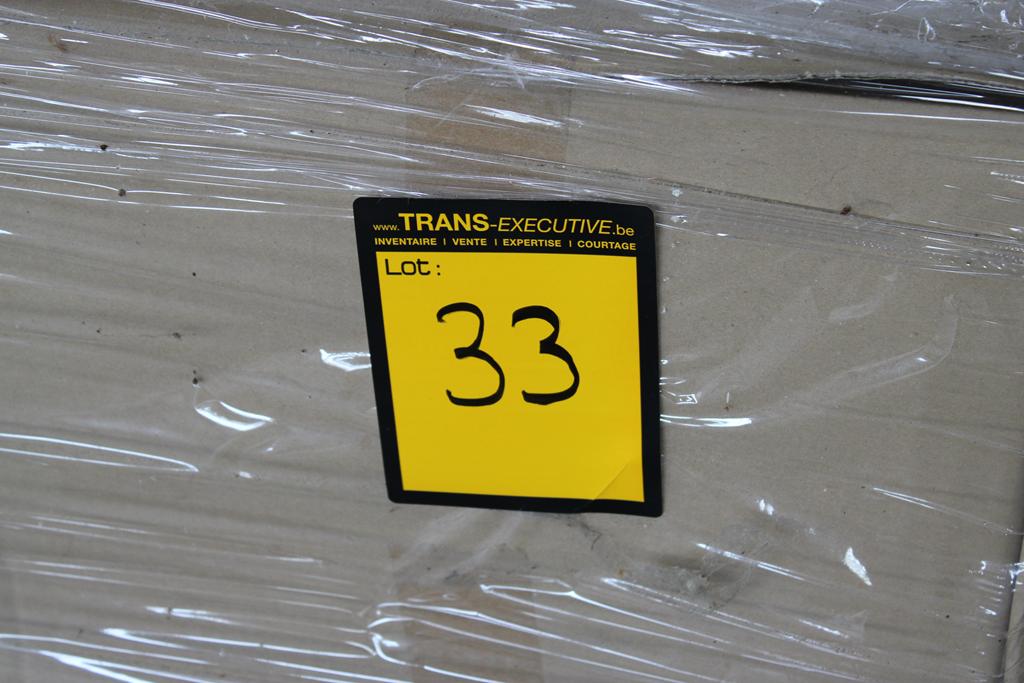 www.TRANS-EXECUTIVE.be
INVENTAIRE | VENTE | EXPERTISE | COURTAGE
Lot :
33